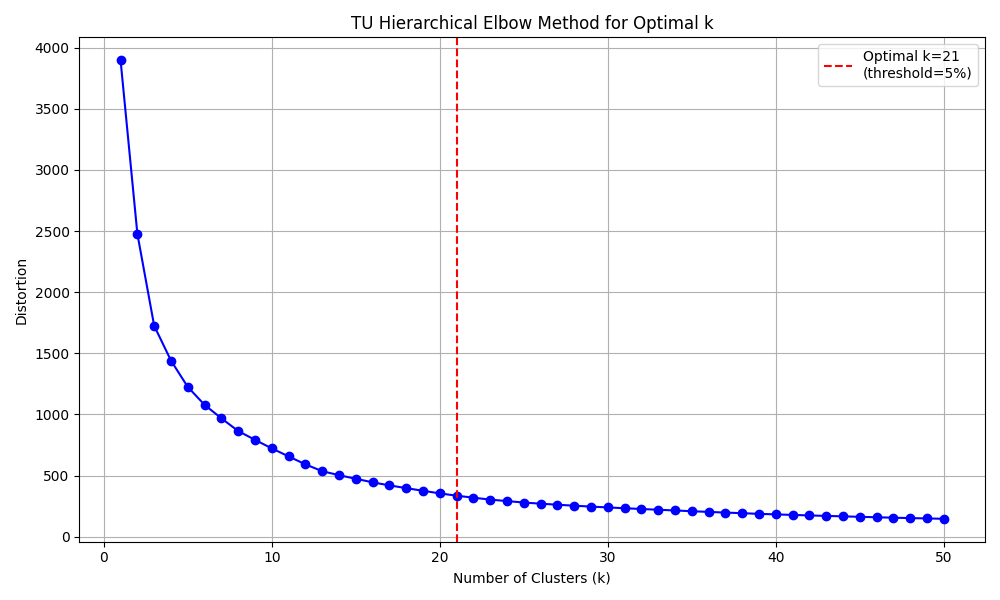 TU Hierarchical Elbow Method for Optimal k
Optimal k=21
(threshold=5%)
Distortion
4000
3500
3000
2500
2000
1500
1000
500
0
0 10 20 30 40 50
Number of Clusters (k)